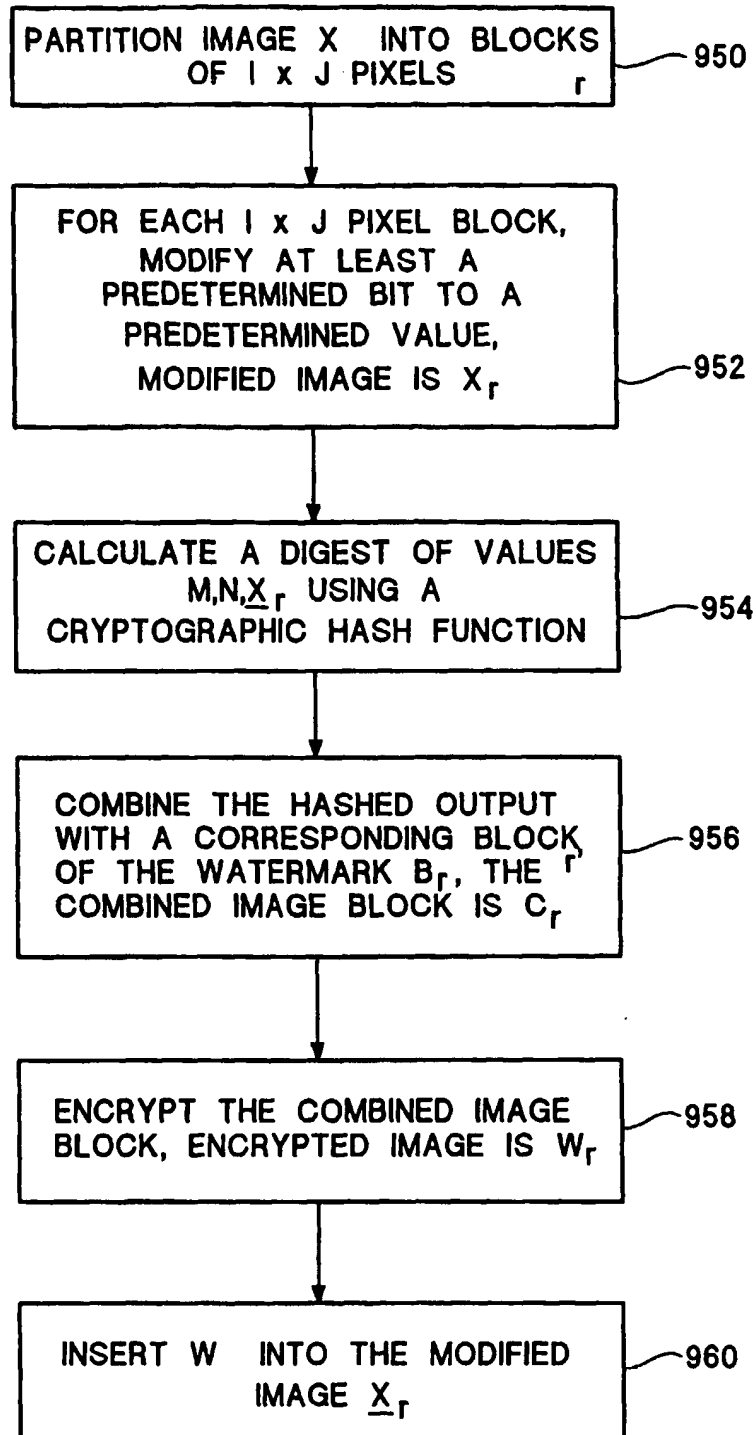 PARTITION IMAGE X INTO BLOCKS
OF I x J PIXELS r
950
FOR EACH I x J PIXEL BLOCK,
MODIFY AT LEAST A
PREDETERMINED BIT TO A
PREDETERMINED VALUE,
MODIFIED IMAGE IS Xr
952
CALCULATE A DIGEST OF VALUES
M,N,Xr USING A
CRYPTOGRAPHIC HASH FUNCTION
954
COMBINE THE HASHED OUTPUT
WITH A CORRESPONDING BLOCK,
OF THE WATERMARK Br, THE r
COMBINED IMAGE BLOCK IS Cr
956
ENCRYPT THE COMBINED IMAGE
BLOCK, ENCRYPTED IMAGE IS Wr
958
INSERT W INTO THE MODIFIED
IMAGE Xr
960